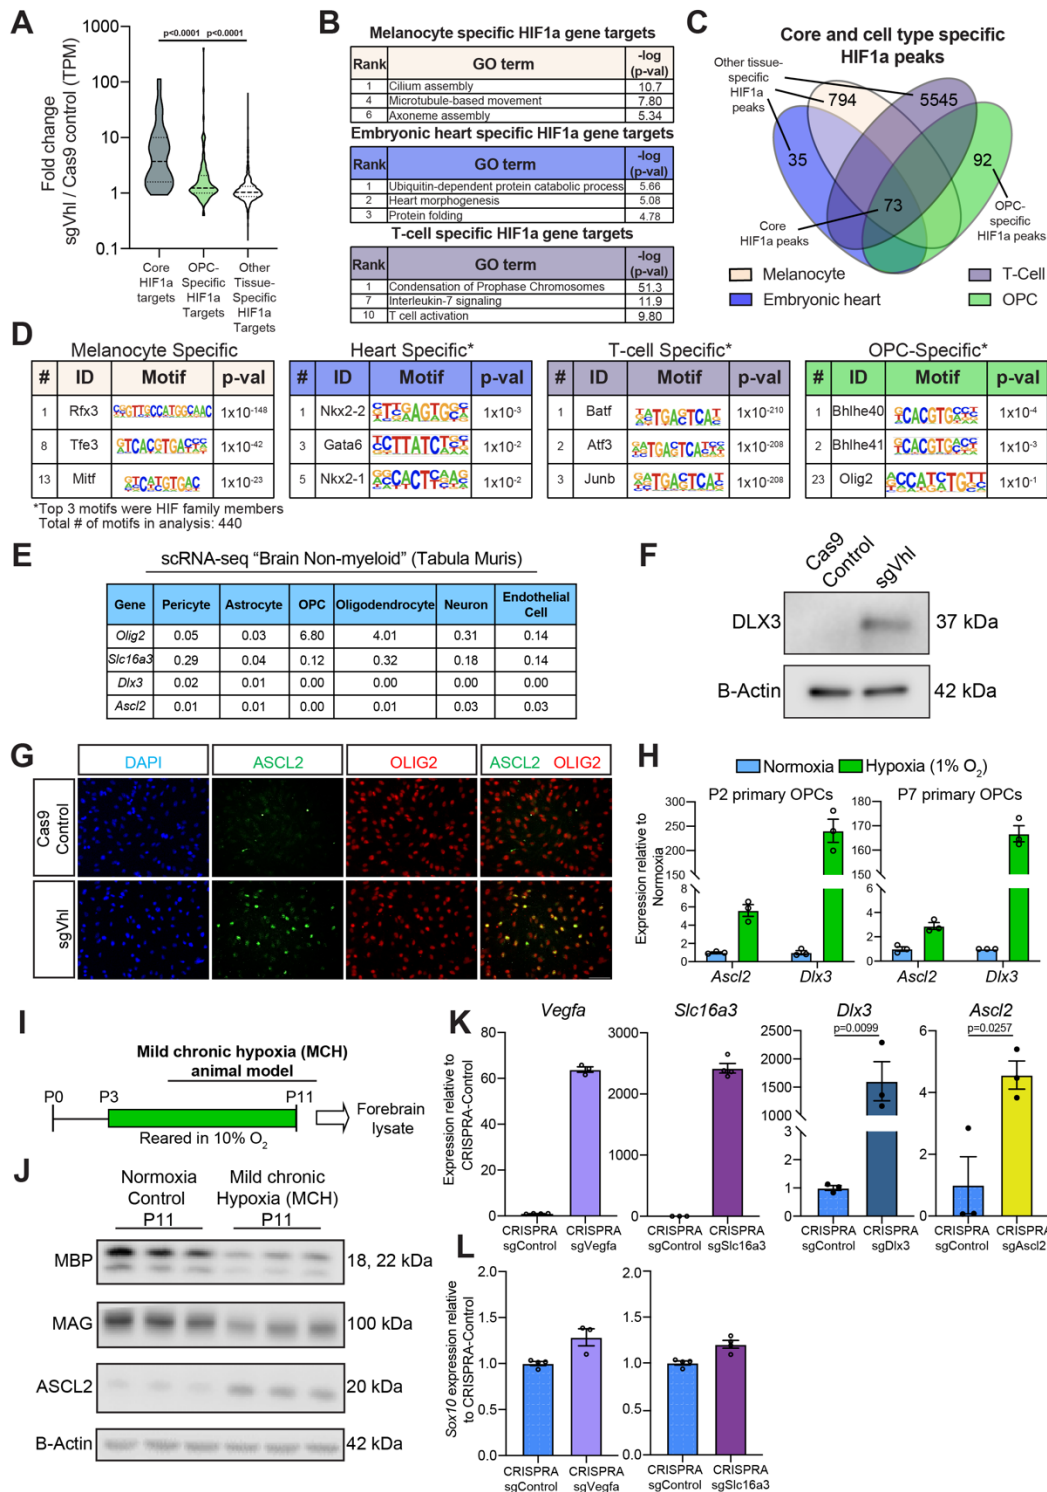 A
Fold change
sgVhl / Cas9 control (TPM)
1000
100
10
1
0.1
p<0.0001 p<0.0001
Core
HIF1a
targets
OPC-
Specific
HIF1a
Targets
Other
Tissue-
Specific
HIF1a
Targets
B
Melanocyte specific HIF1a gene targets
Rank GO term -log (p-val)
1 Cilium assembly 10.7
4 Microtubule-based movement 7.80
6 Axoneme assembly 5.34
Embryonic heart specific HIF1a gene targets
Rank GO term -log (p-val)
1 Ubiquitin-dependent protein catabolic process 5.66
2 Heart morphogenesis 5.08
3 Protein folding 4.78
T-cell specific HIF1a gene targets
Rank GO term -log (p-val)
1 Condensation of Prophase Chromosomes 51.3
7 Interleukin-7 signaling 11.9
10 T cell activation 9.80
C
Core and cell type specific
HIF1a peaks
Other tissue-
specific
HIF1a
peaks
794
5545
35
92
73
Core
HIF1a peaks
OPC-
specific
HIF1a peaks
Melanocyte
T-Cell
Embryonic heart
OPC
D
Melanocyte Specific
# ID Motif p-val
1 Rfx3 1x10-148
8 Tfe3 GTCACGTGA 1x10-42
13 Mitf TCATGTGAC 1x10-23
Heart Specific*
# ID Motif p-val
1 Nkx2-2 1x10-3
3 Gata6 CTTATCT 1x10-2
5 Nkx2-1 CACT 1x10-2
T-cell Specific*
# ID Motif p-val
1 Batf TGAGTCA 1x10-210
2 Atf3 ATGAGTCA 1x10-208
3 Junb ATGAGTCA 1x10-208
OPC-Specific*
# ID Motif p-val
1 Bhlhe40 CACGTG 1x10-4
2 Bhlhe41 CACGTG 1x10-3
23 Olig2 CCATCTGTT 1x10-1
*Top 3 motifs were HIF family members
Total # of motifs in analysis: 440
E
scRNA-seq “Brain Non-myeloid” (Tabula Muris)
Gene Pericyte Astrocyte OPC Oligodendrocyte Neuron Endothelial Cell
Olig2 0.05 0.03 6.80 4.01 0.31 0.14
Slc16a3 0.29 0.04 0.12 0.32 0.18 0.14
Dlx3 0.02 0.01 0.00 0.00 0.00 0.00
Ascl2 0.01 0.01 0.00 0.01 0.03 0.03
F
Cas9
Control
sgVhl
DLX3 37 kDa
B-Actin 42 kDa
G
DAPI ASCL2 OLIG2 ASCL2 OLIG2
Cas9
Control
sgVhl
H
Normoxia Hypoxia (1% O2)
P2 primary OPCs P7 primary OPCs
Expression relative to
Normoxia
300
250
200
150
100
8
6
4
2
0
Ascl2 Dlx3
200
150
100
50
10
8
6
4
2
0
Ascl2 Dlx3
I
Mild chronic hypoxia (MCH)
animal model
P0 P3 P11
Reared in 10% O2
Forebrain
lysate
J
Normoxia
Control
P11
Mild chronic
Hypoxia (MCH)
P11
MBP 18, 22 kDa
MAG 100 kDa
ASCL2 20 kDa
B-Actin 42 kDa
K
Expression relative to
CRISPRA-Control
Vegfa
80
60
40
20
0
CRISPRA
sgControl
CRISPRA
sgVegfa
Slc16a3
3000
2000
1000
0
CRISPRA
sgControl
CRISPRA
sgSlc16a3
Dlx3
p=0.0099
2500
2000
1500
1000
3
2
1
0
CRISPRA
sgControl
CRISPRA
sgDlx3
Ascl2
p=0.0257
6
4
2
0
CRISPRA
sgControl
CRISPRA
sgAscl2
L
Sox10 expression relative
to CRISPRA-Control
2.0
1.5
1.0
0.5
0.0
CRISPRA
sgControl
CRISPRA
sgVegfa
2.0
1.5
1.0
0.5
0.0
CRISPRA
sgControl
CRISPRA
sgSlc16a3